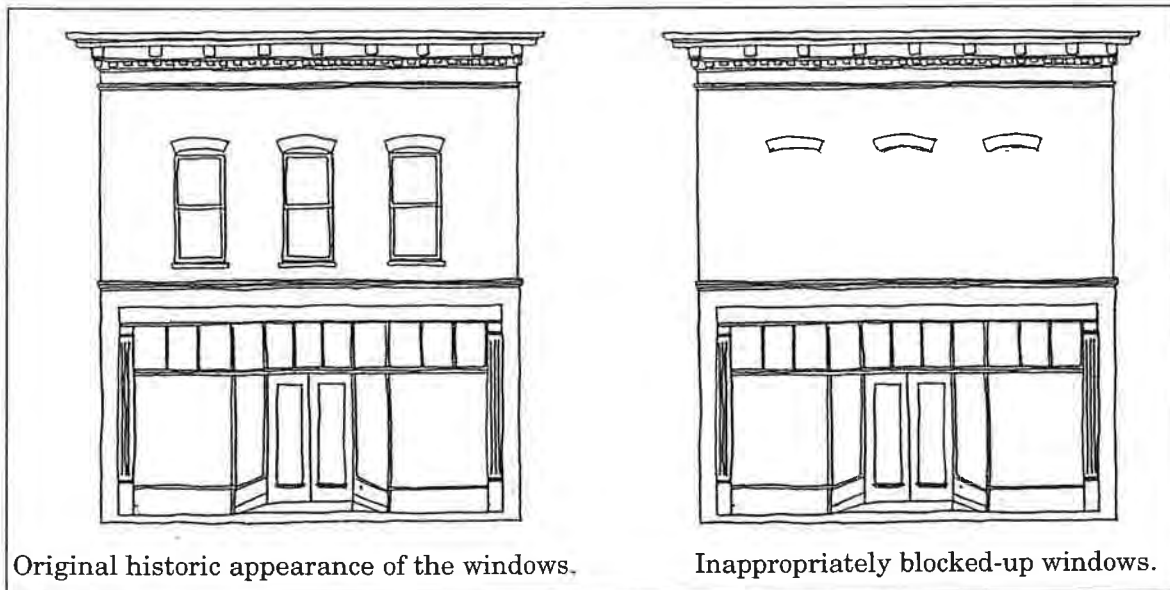 Original historic appearance of the windows.
Inappropriately blocked-up windows.